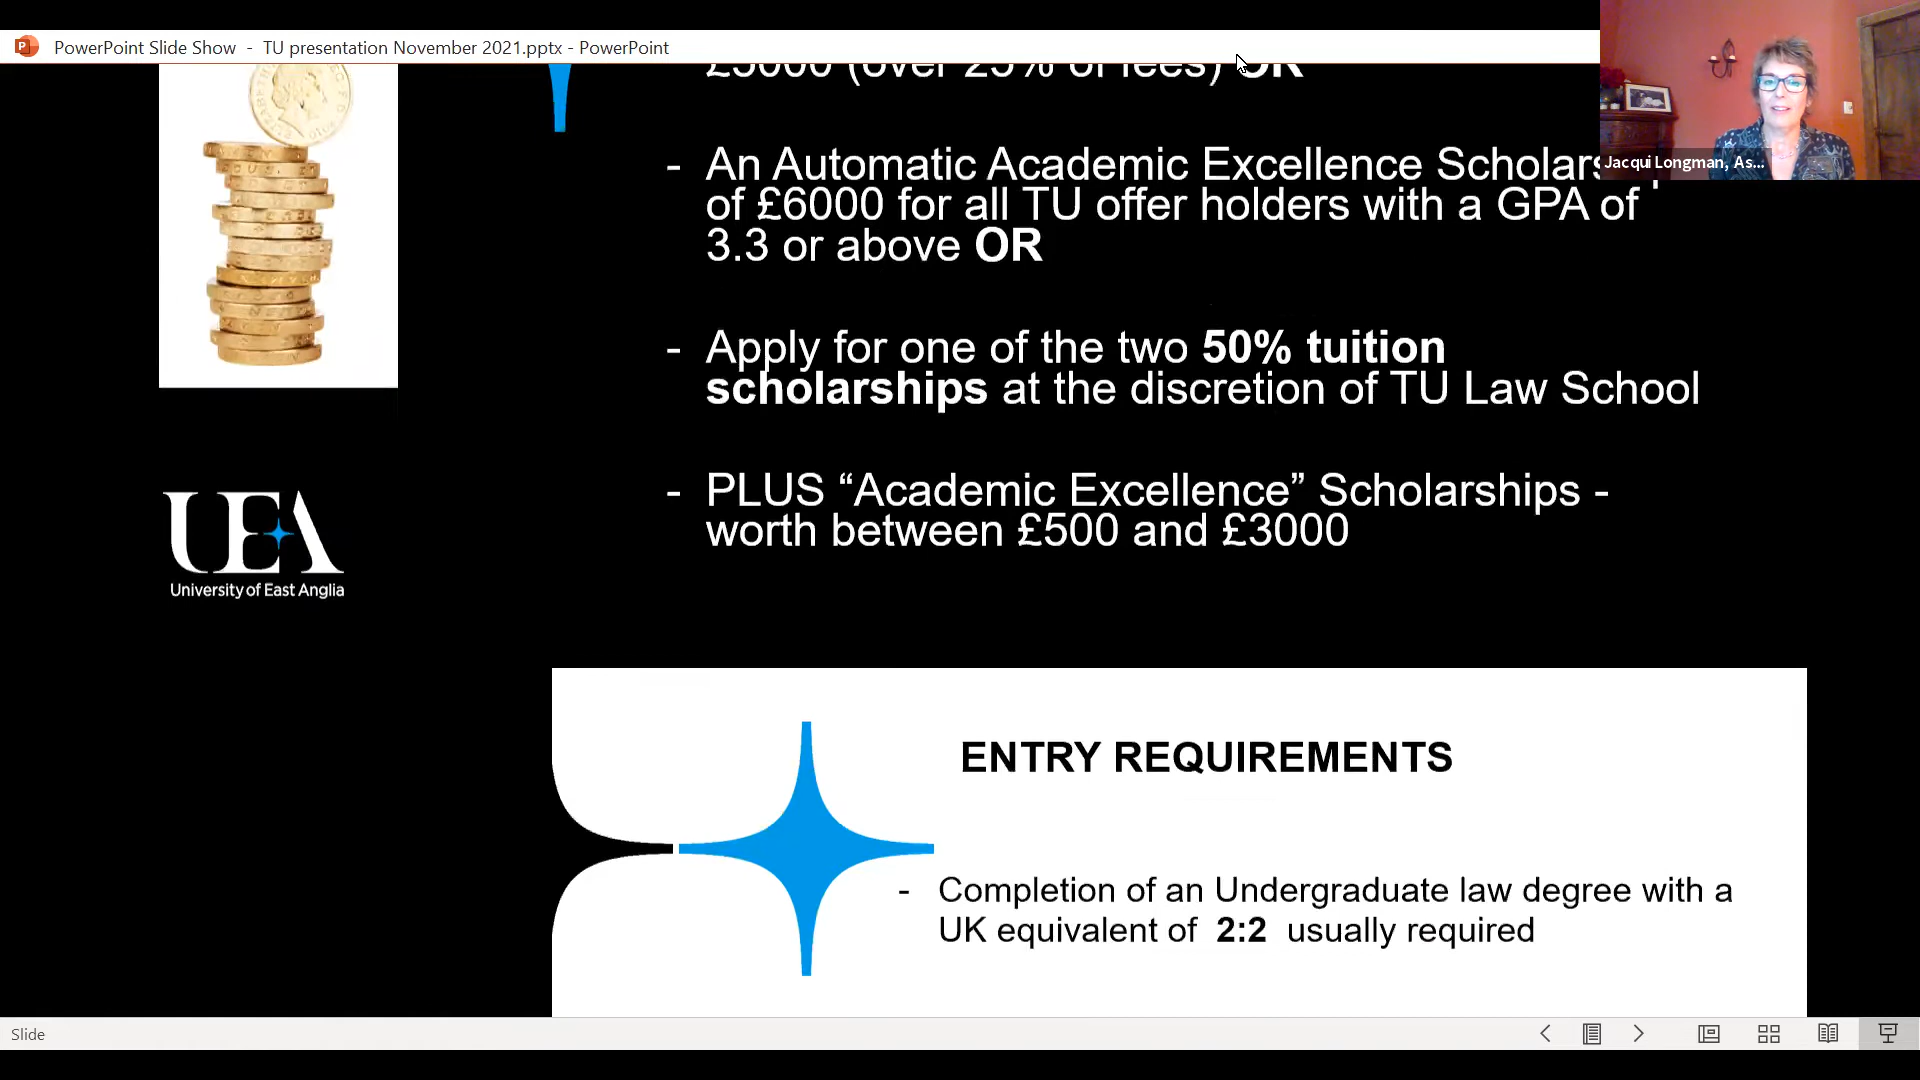 PowerPoint Slide Show - TU presentation November 2021.pptx - PowerPoint
£5000 (over 25% of fees) OR
- An Automatic Academic Excellence
of £6000 for all TU offer holders with a GPA of
3.3 or above OR
- Apply for one of the two 50% tuition
scholarships at the discretion of TU Law School
- PLUS “Academic Excellence” Scholarships -
worth between £500 and £3000
Jacqui Longman, As...
UEA
University of East Anglia
ENTRY REQUIREMENTS
- Completion of an Undergraduate law degree with a
UK equivalent of 2:2 usually required
Slide